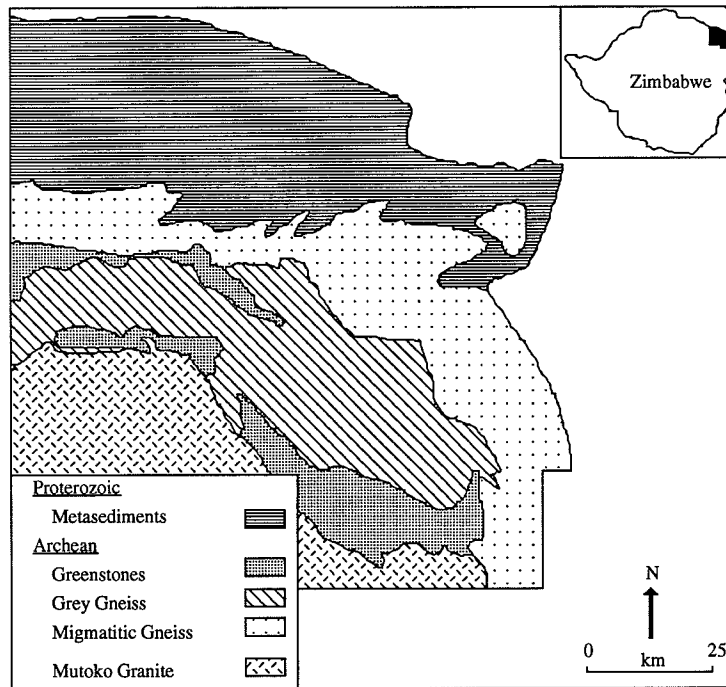 Zimbabwe
Proterozoic
Metasediments
Archean
Greenstones
Grey Gneiss
Migmatitic Gneiss
Mutoko Granite
N
0 25
km